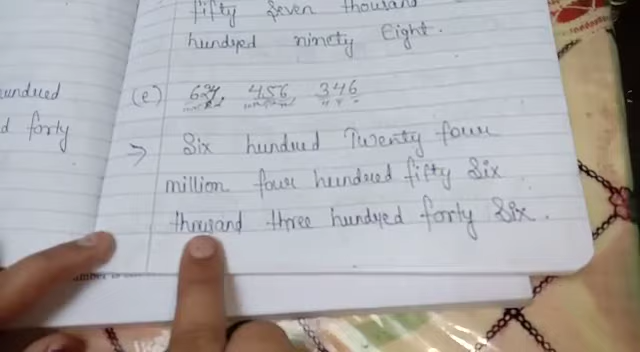 fifty Seven thousand
hundred ninety Eight.
hundred
d forty
(e) 624, 456 346
→ Six hundred Twenty four
million four hundred fifty Six
thousand three hundred forty Six.